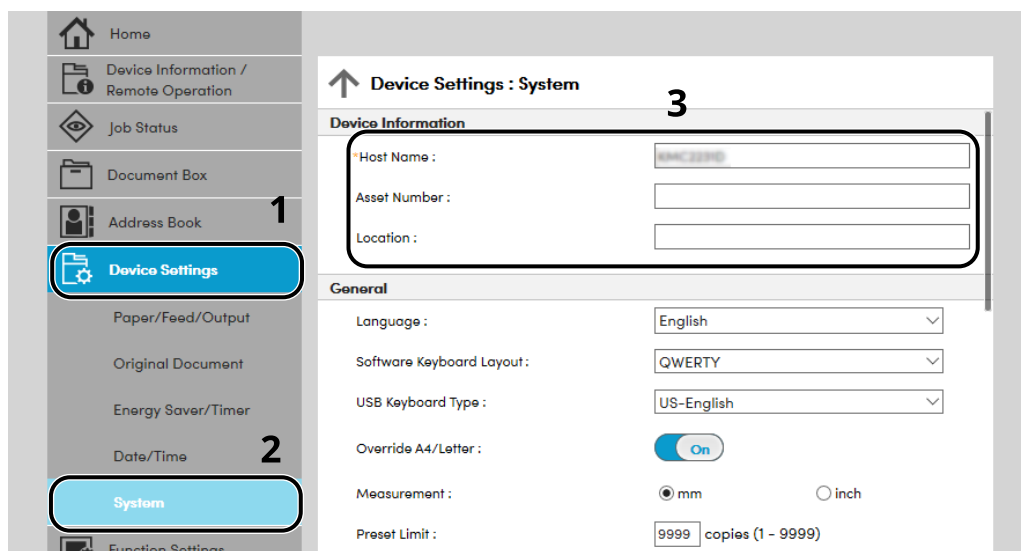 Home
Device Information /
Remote Operation
Job Status
Document Box
Address Book
1
Device Settings
Paper/Feed/Output
Original Document
Energy Saver/Timer
Date/Time
2
System
Function Settings
Device Settings : System
3
Device Information
*Host Name :
Asset Number :
Location :
General
Language : English
Software Keyboard Layout : QWERTY
USB Keyboard Type : US-English
Override A4/Letter : On
Measurement : mm inch
Preset Limit : 9999 copies (1 - 9999)